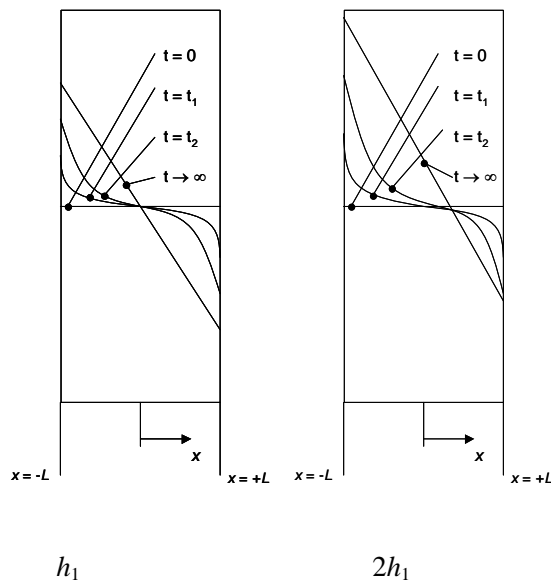 t = 0
t = t₁
t = t₂
t → ∞
x
x = -L
x = +L
h₁
t = 0
t = t₁
t = t₂
t → ∞
x
x = -L
x = +L
2h₁